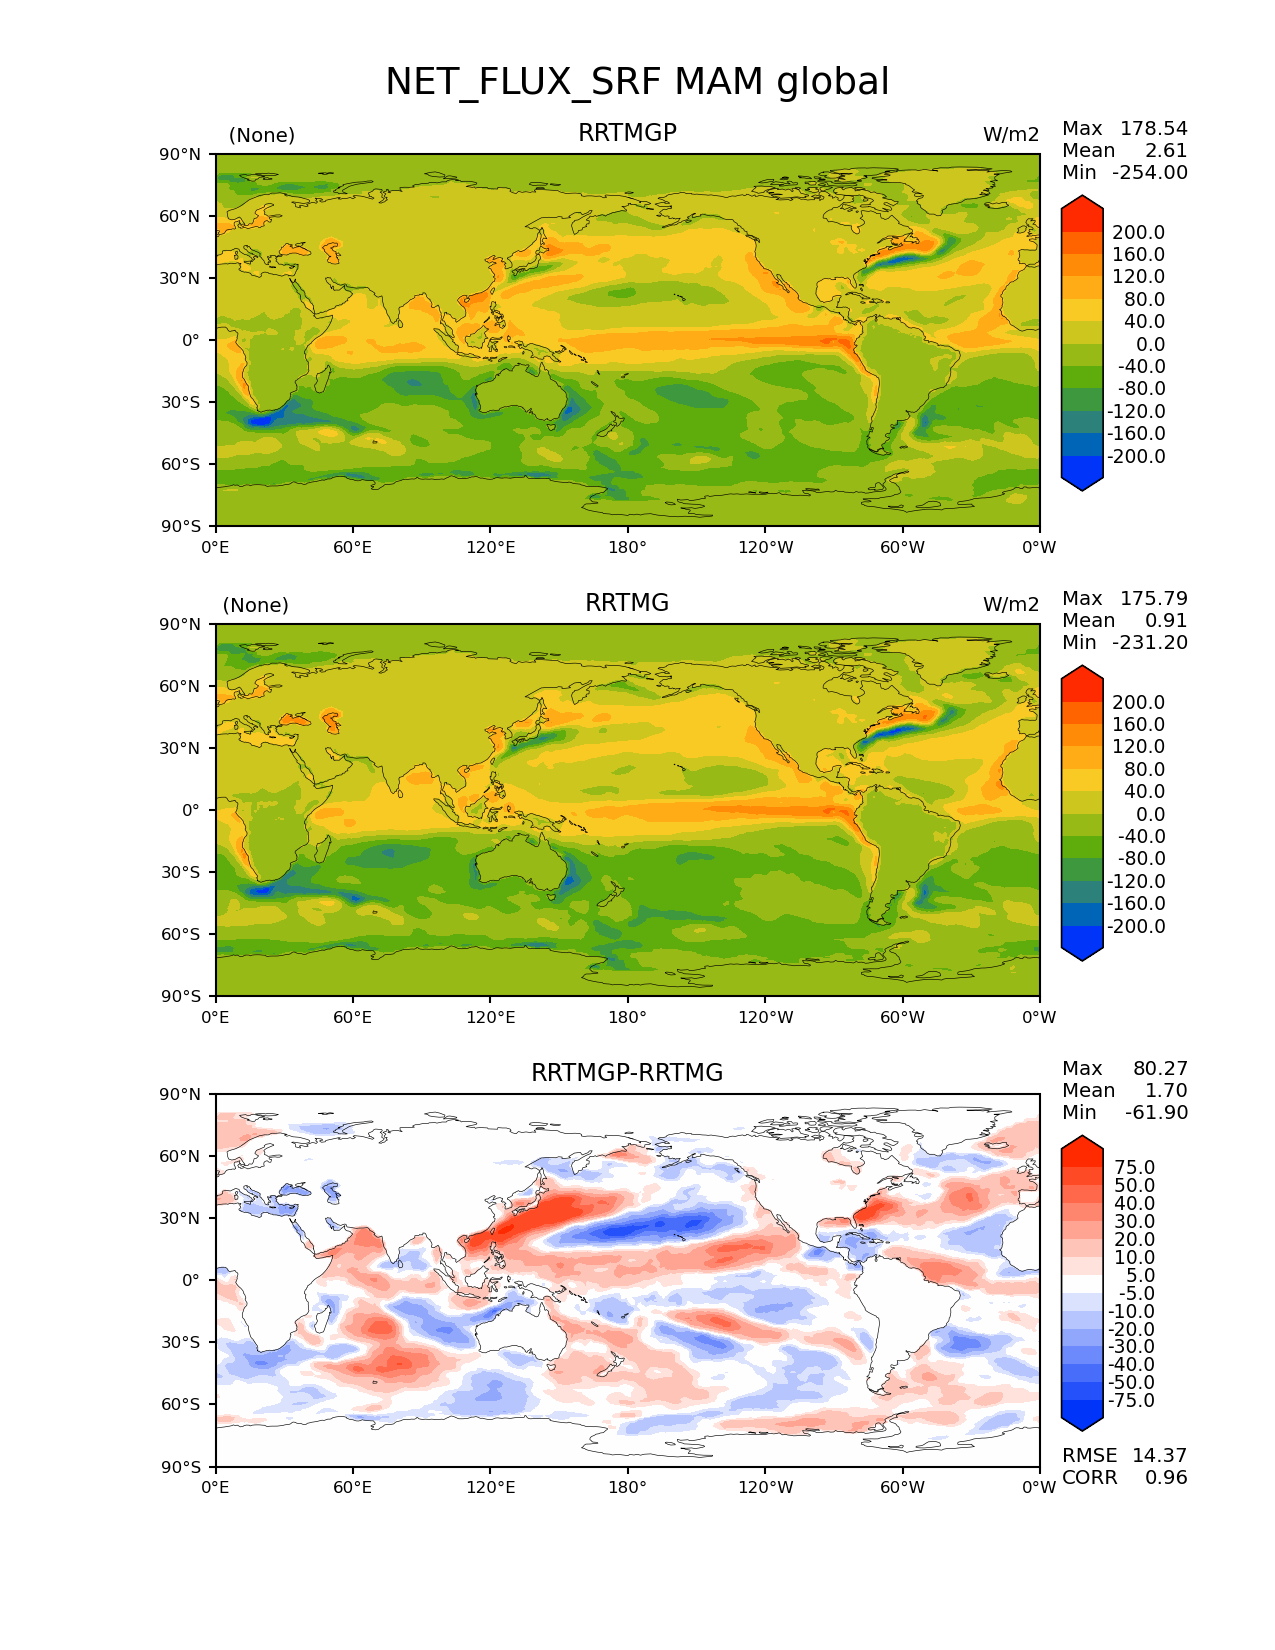 NET_FLUX_SRF MAM global
(None) RRTMGP W/m2
Max 178.54
Mean 2.61
Min -254.00
90°N
60°N
30°N
0°
30°S
60°S
90°S
0°E 60°E 120°E 180° 120°W 60°W 0°W
200.0
160.0
120.0
80.0
40.0
0.0
-40.0
-80.0
-120.0
-160.0
-200.0
(None) RRTMG W/m2
Max 175.79
Mean 0.91
Min -231.20
90°N
60°N
30°N
0°
30°S
60°S
90°S
0°E 60°E 120°E 180° 120°W 60°W 0°W
200.0
160.0
120.0
80.0
40.0
0.0
-40.0
-80.0
-120.0
-160.0
-200.0
RRTMGP-RRTMG
Max 80.27
Mean 1.70
Min -61.90
90°N
60°N
30°N
0°
30°S
60°S
90°S
0°E 60°E 120°E 180° 120°W 60°W 0°W
75.0
50.0
40.0
30.0
20.0
10.0
5.0
-5.0
-10.0
-20.0
-30.0
-40.0
-50.0
-75.0
RMSE 14.37
CORR 0.96